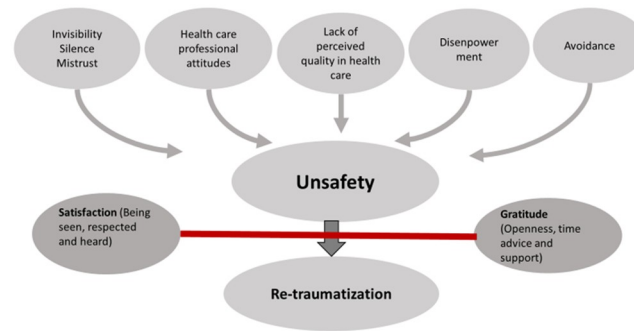 Invisibility
Silence
Mistrust
Health care
professional
attitudes
Lack of
perceived
quality in health
care
Disenpower
ment
Avoidance
Unsafety
Satisfaction (Being
seen, respected
and heard)
Gratitude
(Openness, time
advice and
support)
Re-traumatization